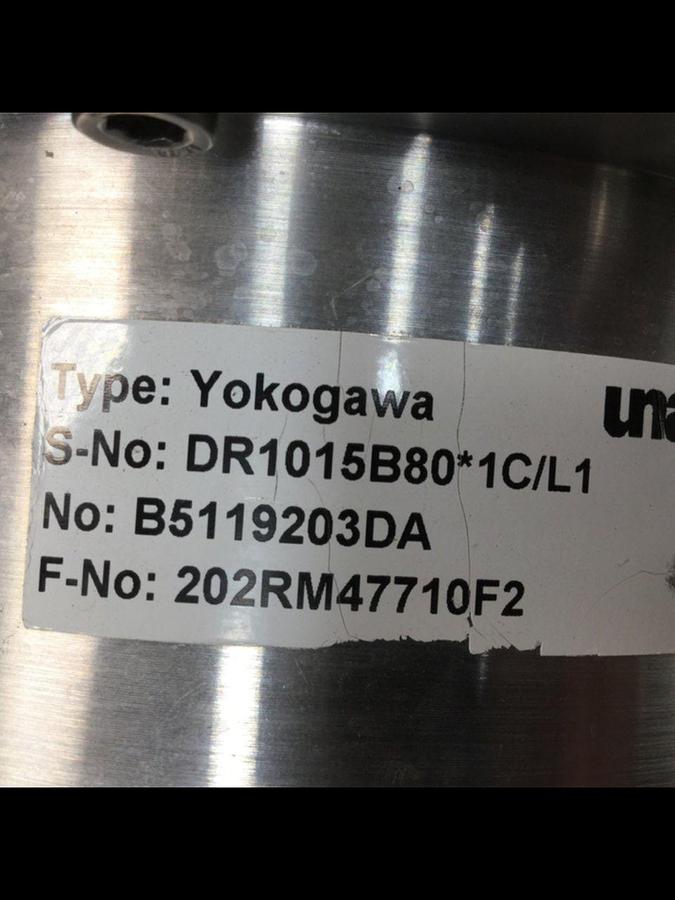 Type: Yokogawa
S-No: DR1015B80*1C/L1
No: B5119203DA
F-No: 202RM47710F2